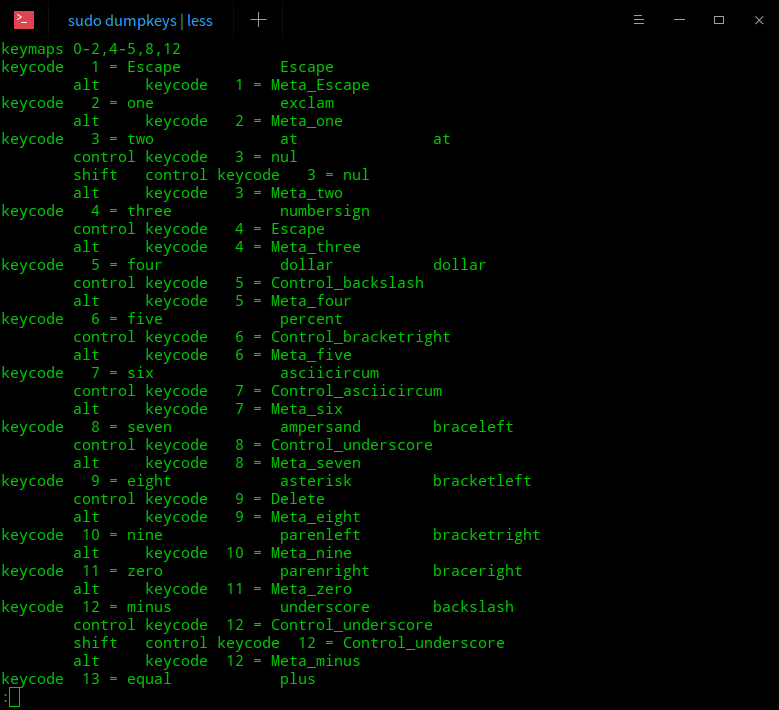 sudo dumpkeys | less
keymaps 0-2,4-5,8,12
keycode   1 = Escape           Escape
        alt     keycode   1 = Meta_Escape
keycode   2 = one              exclam
        alt     keycode   2 = Meta_one
keycode   3 = two              at               at
        control keycode   3 = nul
        shift   control keycode   3 = nul
        alt     keycode   3 = Meta_two
keycode   4 = three            numbersign
        control keycode   4 = Escape
        alt     keycode   4 = Meta_three
keycode   5 = four             dollar           dollar
        control keycode   5 = Control_backslash
        alt     keycode   5 = Meta_four
keycode   6 = five             percent
        control keycode   6 = Control_bracketright
        alt     keycode   6 = Meta_five
keycode   7 = six              asciicircum
        control keycode   7 = Control_asciicircum
        alt     keycode   7 = Meta_six
keycode   8 = seven            ampersand        braceleft
        control keycode   8 = Control_underscore
        alt     keycode   8 = Meta_seven
keycode   9 = eight            asterisk         bracketleft
        control keycode   9 = Delete
        alt     keycode   9 = Meta_eight
keycode  10 = nine             parenleft        bracketright
        alt     keycode  10 = Meta_nine
keycode  11 = zero             parenright       braceright
        alt     keycode  11 = Meta_zero
keycode  12 = minus            underscore       backslash
        control keycode  12 = Control_underscore
        shift   control keycode  12 = Control_underscore
        alt     keycode  12 = Meta_minus
keycode  13 = equal            plus
: